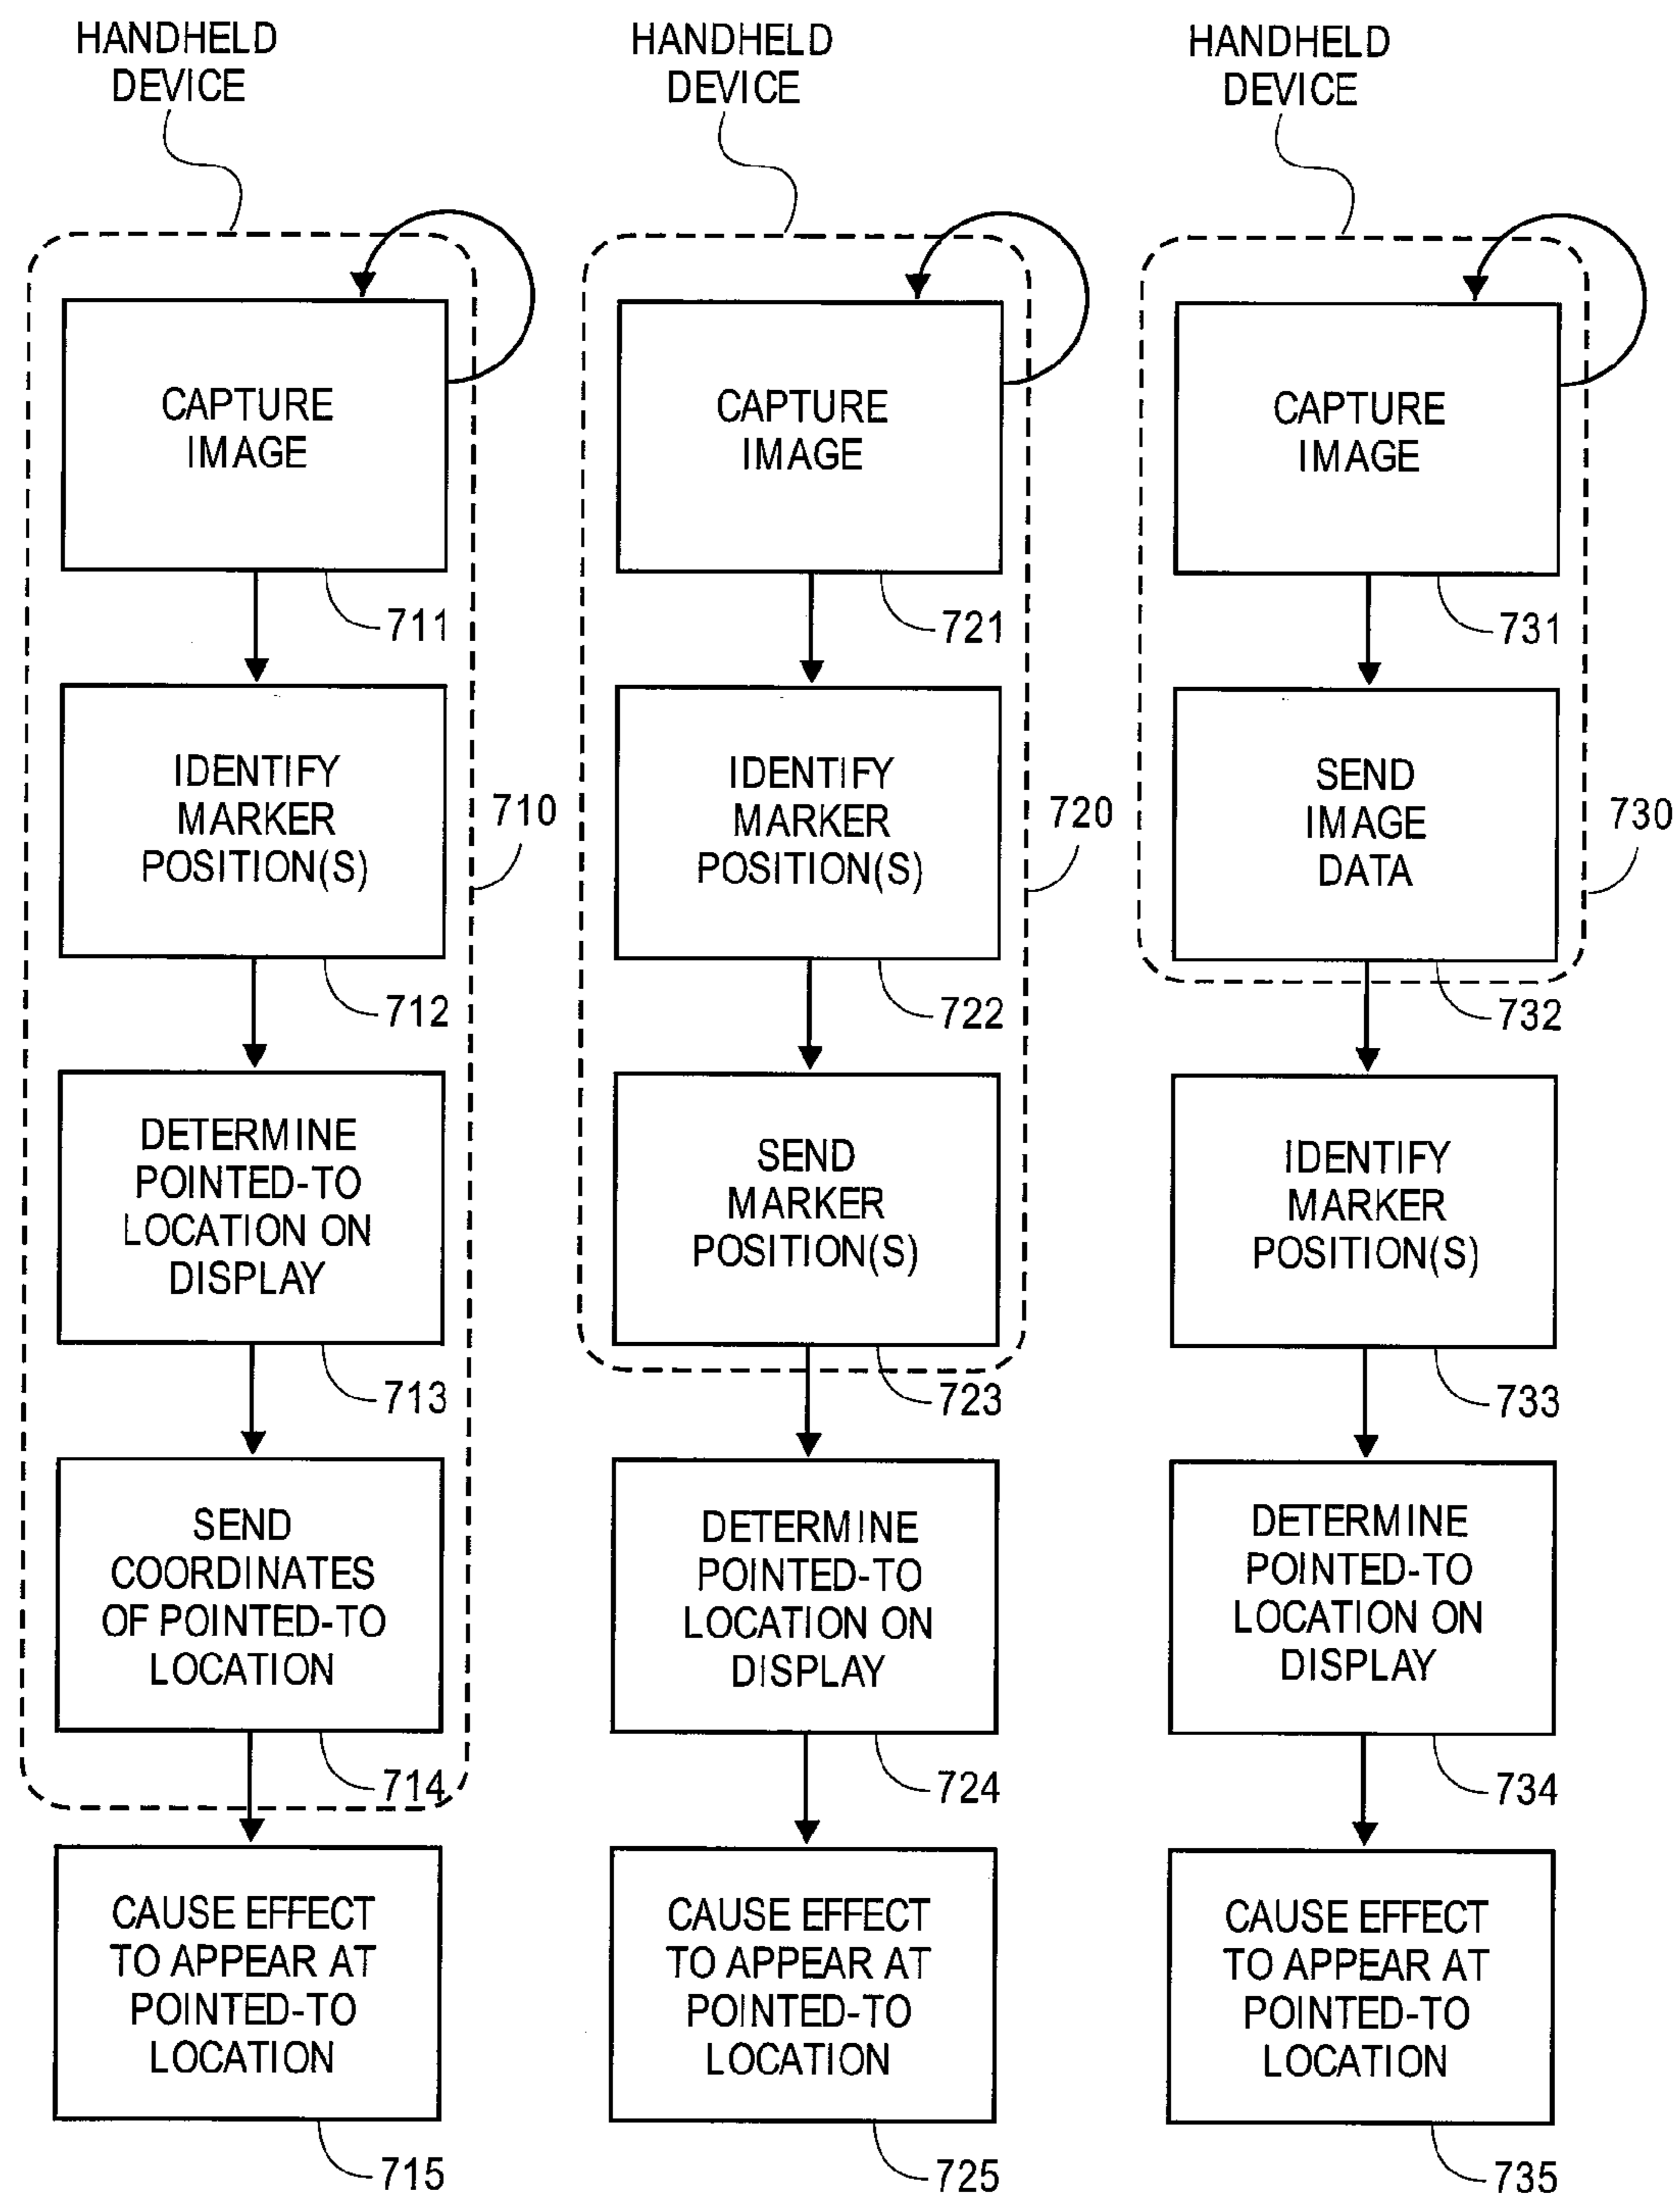 HANDHELD
DEVICE
CAPTURE
IMAGE
711
IDENTIFY
MARKER
POSITION(S)
710
712
DETERMINE
POINTED-TO
LOCATION ON
DISPLAY
713
SEND
COORDINATES
OF POINTED-TO
LOCATION
714
CAUSE EFFECT
TO APPEAR AT
POINTED-TO
LOCATION
715
HANDHELD
DEVICE
CAPTURE
IMAGE
721
IDENTIFY
MARKER
POSITION(S)
720
722
SEND
MARKER
POSITION(S)
723
DETERMINE
POINTED-TO
LOCATION ON
DISPLAY
724
CAUSE EFFECT
TO APPEAR AT
POINTED-TO
LOCATION
725
HANDHELD
DEVICE
CAPTURE
IMAGE
731
SEND
IMAGE
DATA
730
732
IDENTIFY
MARKER
POSITION(S)
733
DETERMINE
POINTED-TO
LOCATION ON
DISPLAY
734
CAUSE EFFECT
TO APPEAR AT
POINTED-TO
LOCATION
735